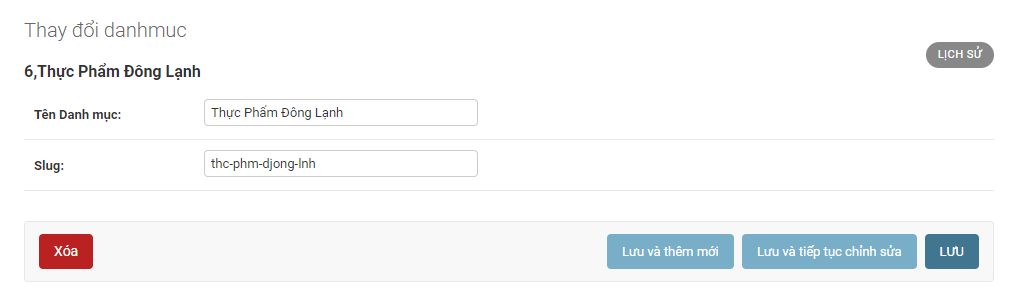 Thay đổi danhmuc
LỊCH SỬ
6,Thực Phẩm Đông Lạnh
Tên Danh mục:
Thực Phẩm Đông Lạnh
Slug:
thc-phm-djong-lnh
Xóa
Lưu và thêm mới
Lưu và tiếp tục chỉnh sửa
LƯU